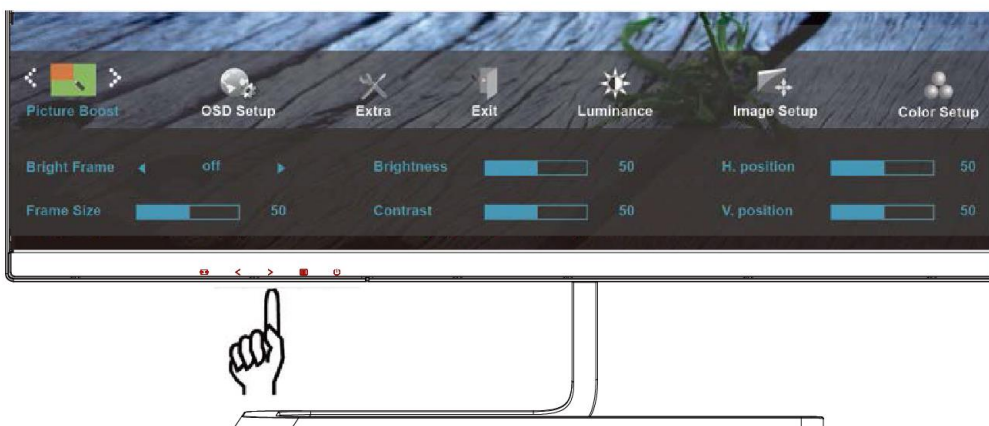 Picture Boost OSD Setup Extra Exit Luminance Image Setup Color Setup
Bright Frame off Brightness 50 H. position 50
Frame Size 50 Contrast 50 V. position 50